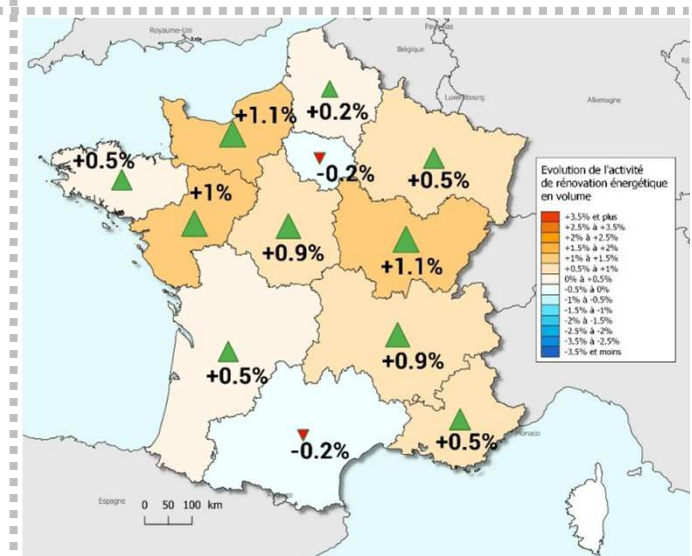 Royaume-Uni
Pays-Bas
Belgique
Luxembourg
Allemagne
+0.2%
+1.1%
+0.5%
-0.2%
+0.5%
+1%
+0.9%
+1.1%
+0.5%
+0.9%
-0.2%
+0.5%
Monaco
Espagne
0 50 100 km
Evolution de l'activité
de rénovation énergétique
en volume
+3.5% et plus
+2.5% à +3.5%
+2% à +2.5%
+1.5% à +2%
+1% à +1.5%
+0.5% à +1%
0% à +0.5%
-0.5% à 0%
-1% à -0.5%
-1.5% à -1%
-2% à -1.5%
-2.5% à -2%
-3.5% à -2.5%
-3.5% et moins